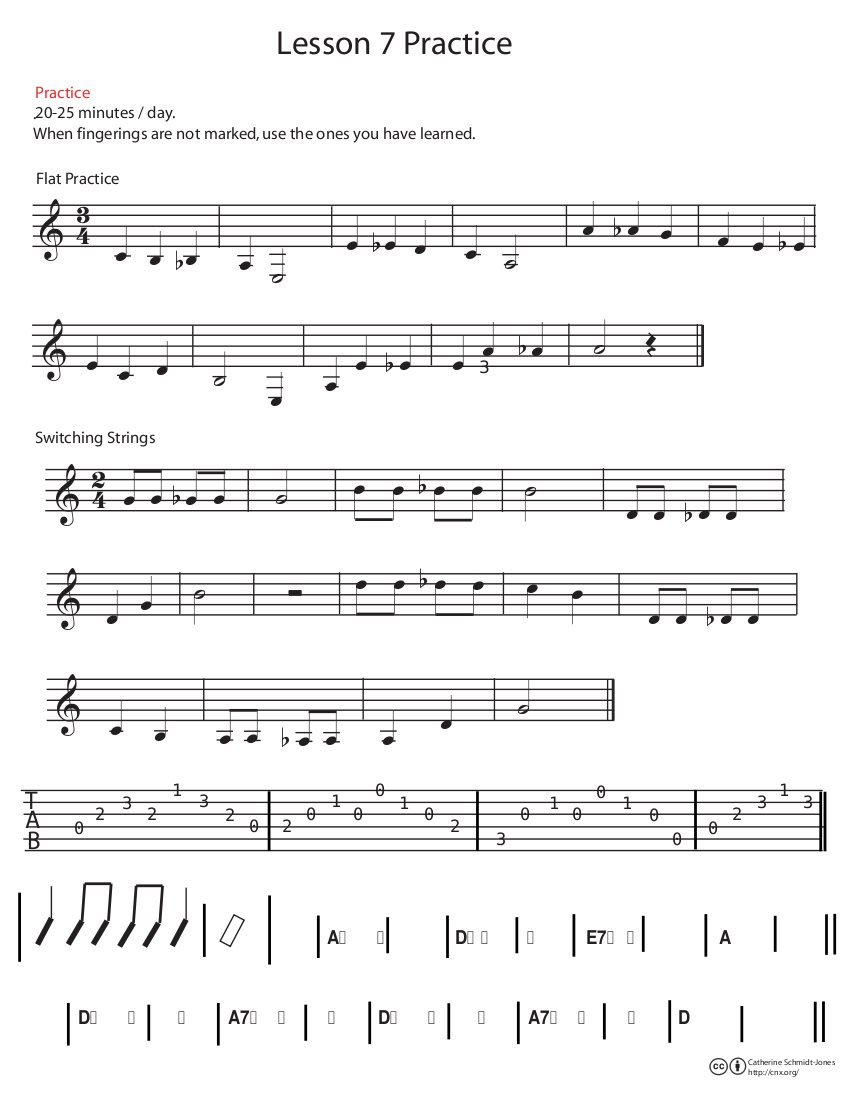 Lesson 7 Practice
Practice
20-25 minutes / day.
When fingerings are not marked, use the ones you have learned.
Flat Practice
3
4
3
Switching Strings
2
4
T
A
B
0 2 3 2 1 3 2 0 2 0 1 0 0 1 0 2 3 0 1 0 0 1 0 0 0 2 3 1 3
A D E7 A
D A7 D A7 D
cc Catherine Schmidt-Jones
http://cnx.org/